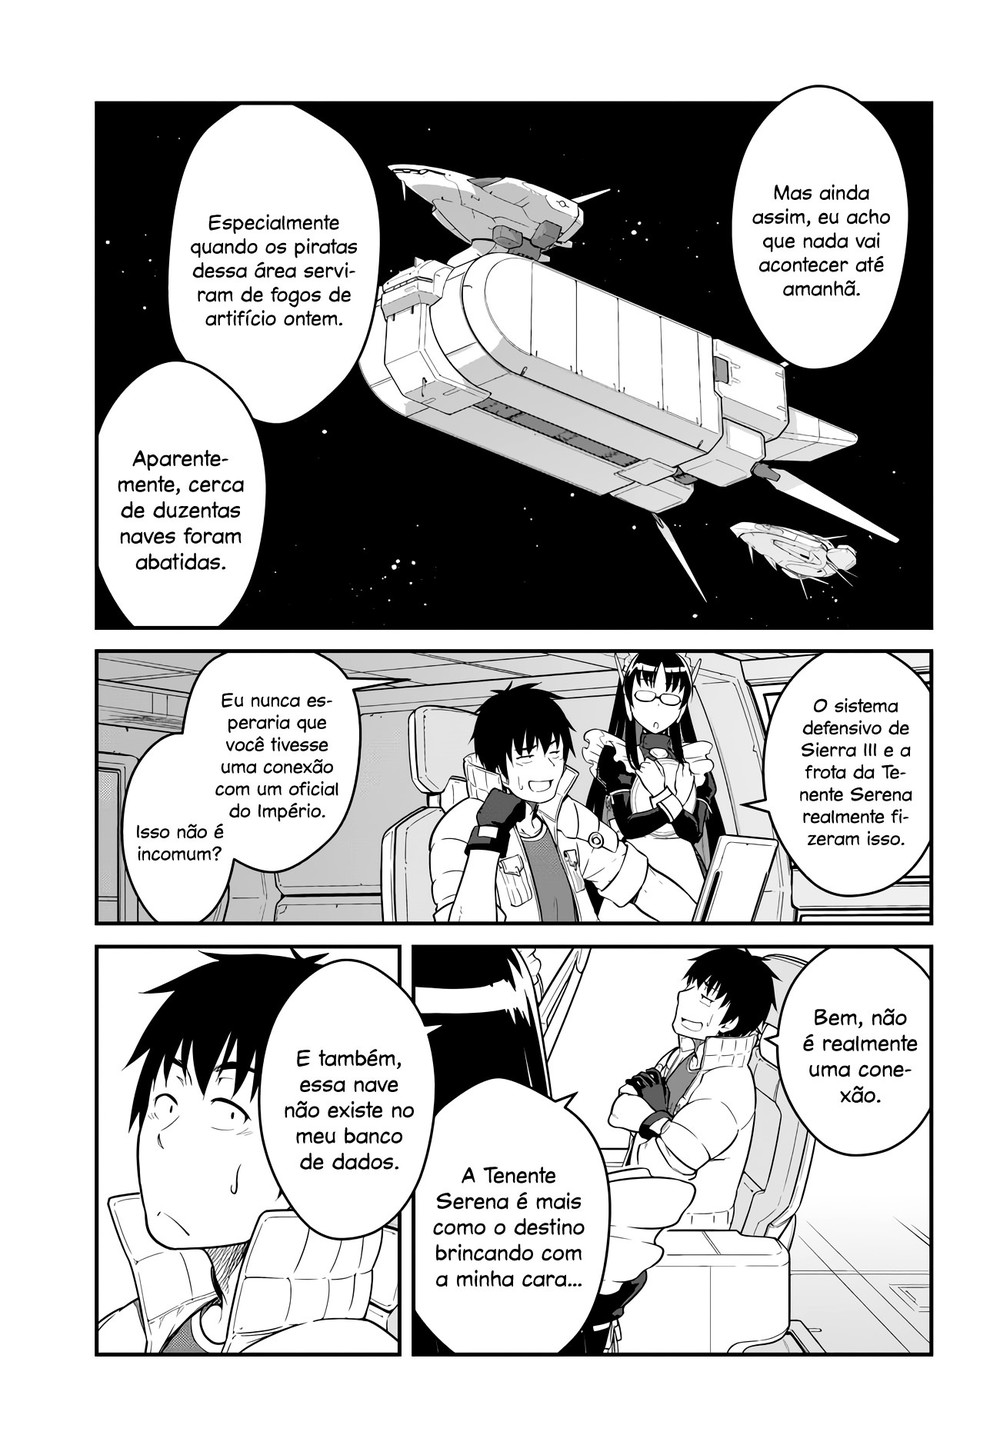 Mas ainda
assim, eu acho
que nada vai
acontecer até
amanhã.
Especialmente
quando os piratas
dessa área servi-
ram de fogos de
artifício ontem.
Aparente-
mente, cerca
de duzentas
naves foram
abatidas.
O sistema
defensivo de
Sierra III e a
frota da Te-
nente Serena
realmente fi-
zeram isso.
Eu nunca es-
peraria que
você tivesse
uma conexão
com um oficial
do Império.
Isso não é
incomum?
Bem, não
é realmente
uma cone-
xão.
A Tenente
Serena é mais
como o destino
brincando com
a minha cara...
E também,
essa nave
não existe no
meu banco
de dados.